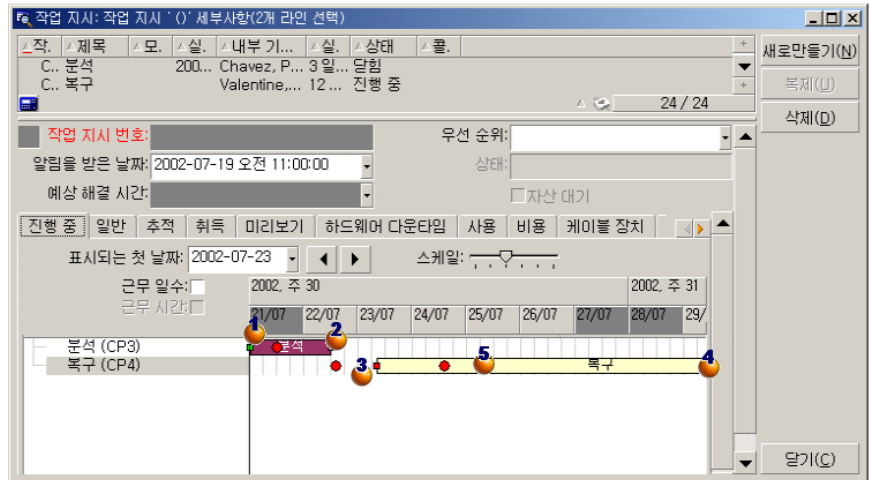 작업 지시: 작업 지시 ' ()' 세부사항(2개 라인 선택)
작. 제목 모. 실. 내부 기... 실. 상태 콜.
C.. 분석 200... Chavez, P... 3 일... 닫힘
C.. 복구 Valentine,... 12 ... 진행 중
24 / 24
새로만들기(N)
복제(U)
삭제(D)
작업 지시 번호: 우선 순위:
알림을 받은 날짜: 2002-07-19 오전 11:00:00 상태:
예상 해결 시간: 자산 대기
진행 중 일반 추적 취득 미리보기 하드웨어 다운타임 사용 비용 케이블 장치
표시되는 첫 날짜: 2002-07-23 스케일:
근무 일수: 2002, 주 30 2002, 주 31
근무 시간:
21/07 22/07 23/07 24/07 25/07 26/07 27/07 28/07 29/
1 2
분석 (CP3) 분석
3 5 4
복구 (CP4) 복구
닫기(C)